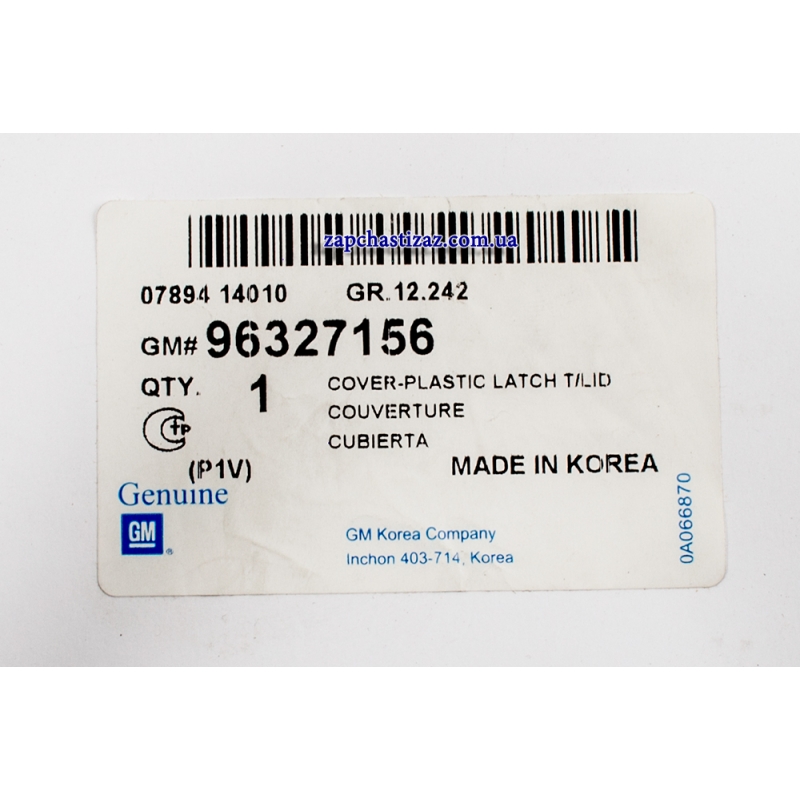 zapchastizaz.com.ua
07894 14010 GR.12.242
GM# 96327156
QTY. 1 COVER-PLASTIC LATCH T/LID
COUVERTURE
CUBIERTA
(P1V) MADE IN KOREA
Genuine
GM ®
GM Korea Company
Inchon 403-714, Korea
0A066870